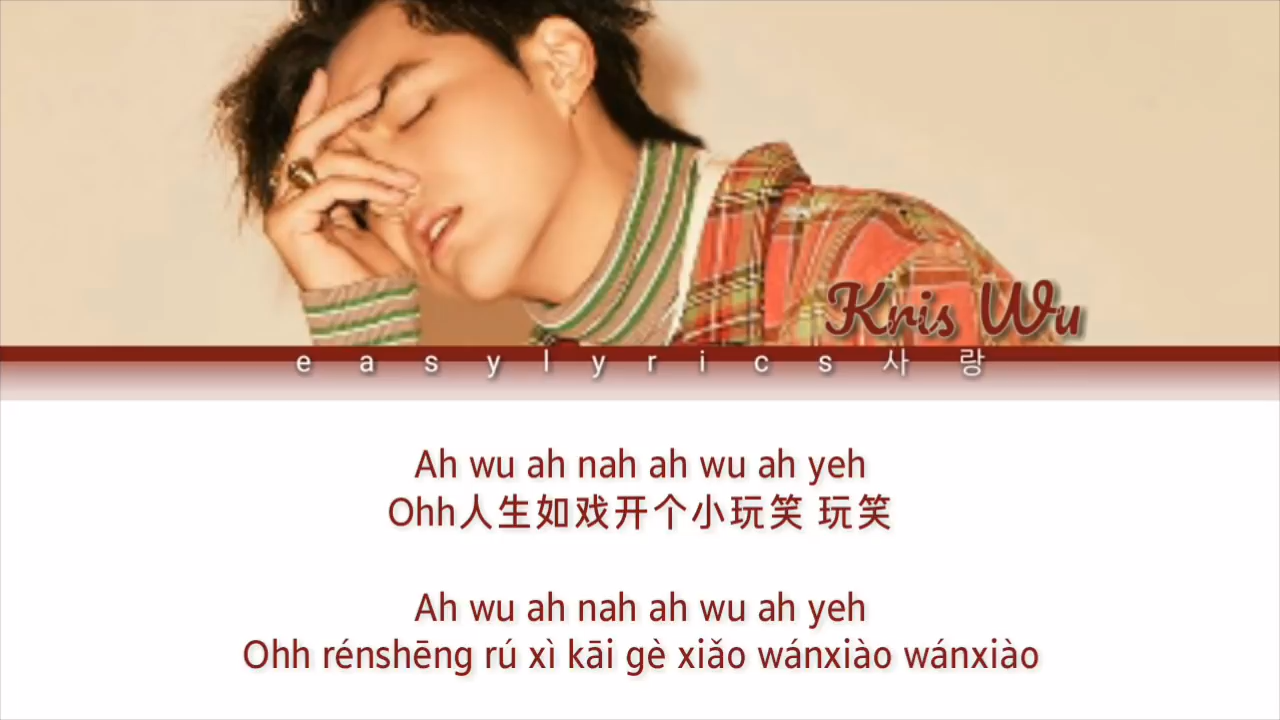 Kris Wu
easylyrics사랑
Ah wu ah nah ah wu ah yeh
Ohh人生如戏开个小玩笑 玩笑
Ah wu ah nah ah wu ah yeh
Ohh rénshēng rú xì kāi gè xiǎo wánxiào wánxiào